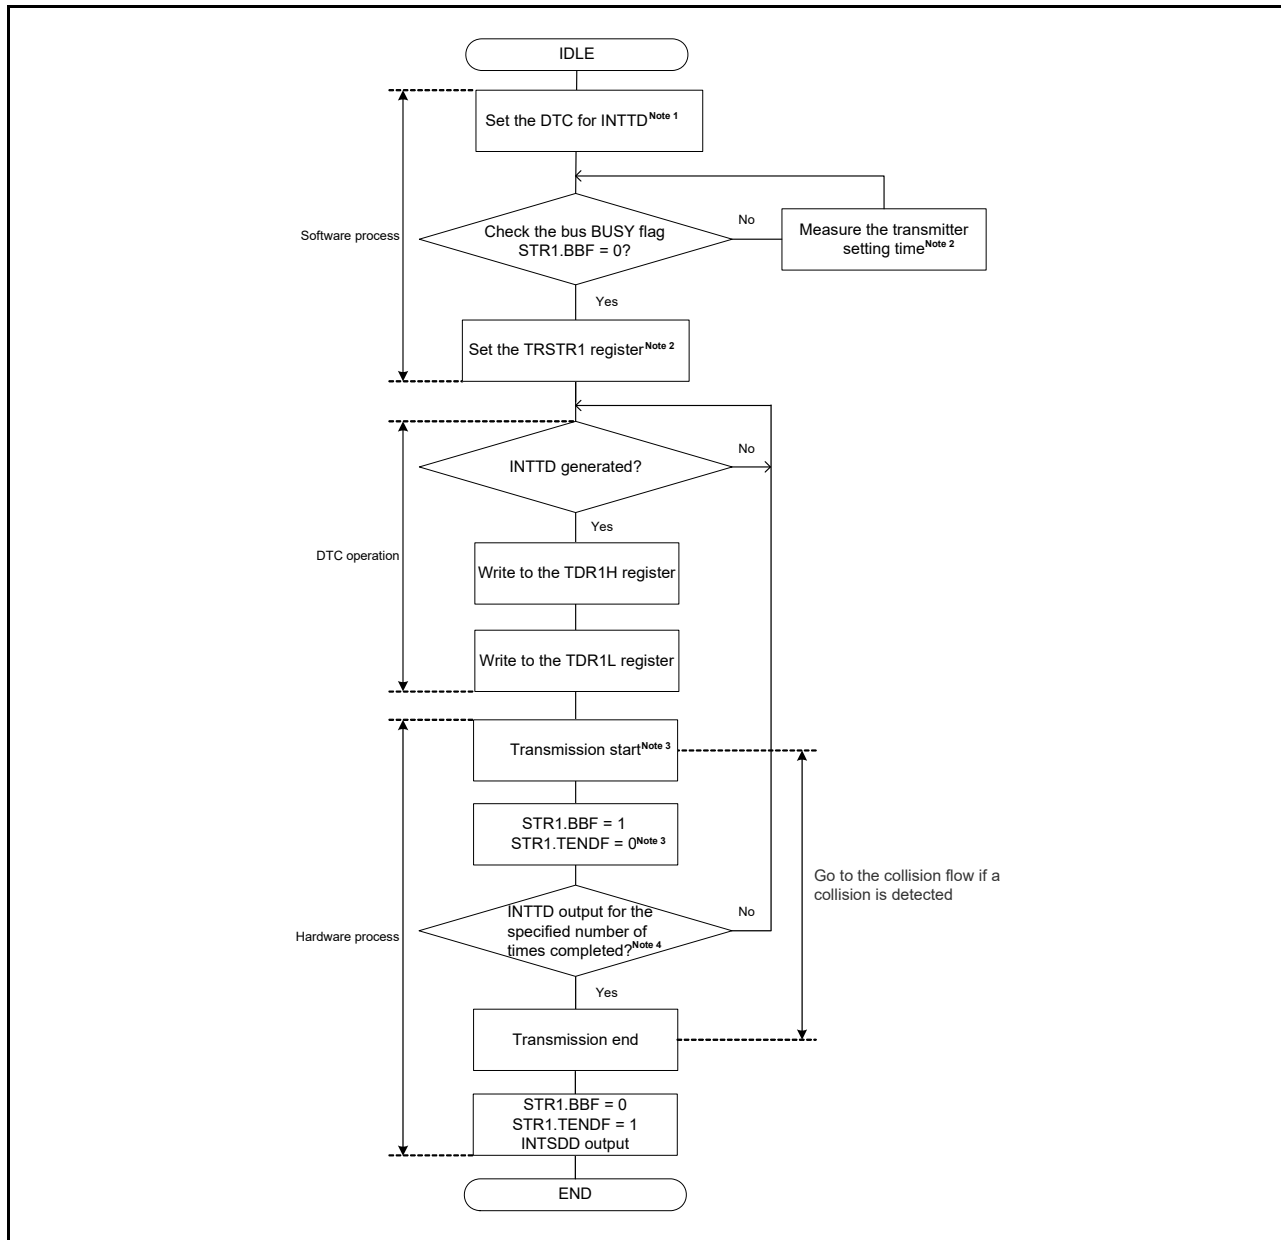 IDLE
Set the DTC for INTTD Note 1
Check the bus BUSY flag
STR1.BBF = 0?
No
Measure the transmitter
setting time Note 2
Software process
Yes
Set the TRSTR1 register Note 2
INTTD generated?
No
Yes
DTC operation
Write to the TDR1H register
Write to the TDR1L register
Transmission start Note 3
STR1.BBF = 1
STR1.TENDF = 0 Note 3
Go to the collision flow if a
collision is detected
INTTD output for the
specified number of
times completed? Note 4
No
Hardware process
Yes
Transmission end
STR1.BBF = 0
STR1.TENDF = 1
INTSDD output
END